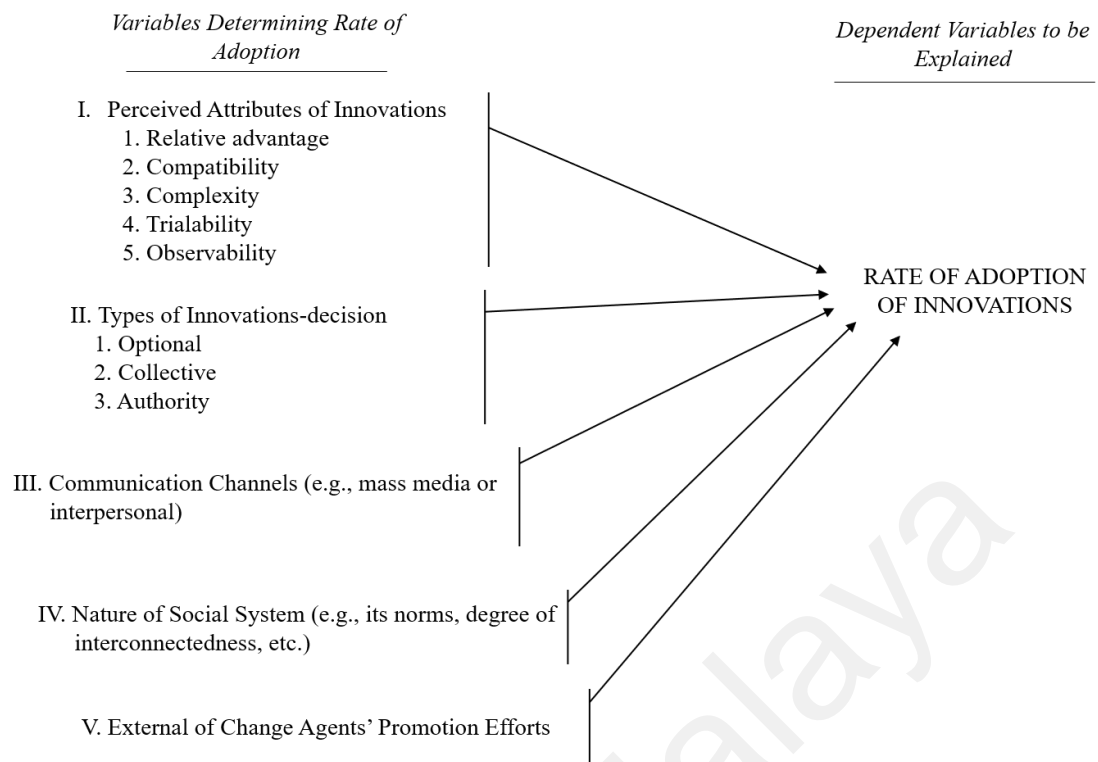 Variables Determining Rate of
Adoption
Dependent Variables to be
Explained
I. Perceived Attributes of Innovations
1. Relative advantage
2. Compatibility
3. Complexity
4. Trialability
5. Observability
RATE OF ADOPTION
OF INNOVATIONS
II. Types of Innovations-decision
1. Optional
2. Collective
3. Authority
III. Communication Channels (e.g., mass media or
interpersonal)
IV. Nature of Social System (e.g., its norms, degree of
interconnectedness, etc.)
V. External of Change Agents’ Promotion Efforts
alaya